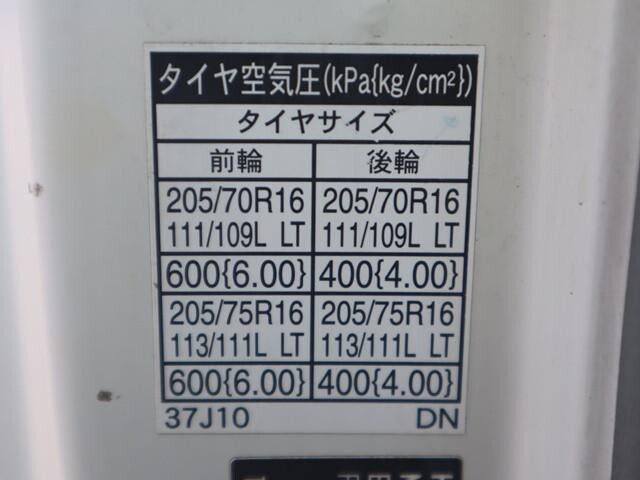 タイヤ空気圧(kPa{kg/cm²})
タイヤサイズ
前輪 後輪
205/70R16 205/70R16
111/109L LT 111/109L LT
600{6.00} 400{4.00}
205/75R16 205/75R16
113/111L LT 113/111L LT
600{6.00} 400{4.00}
37J10 DN